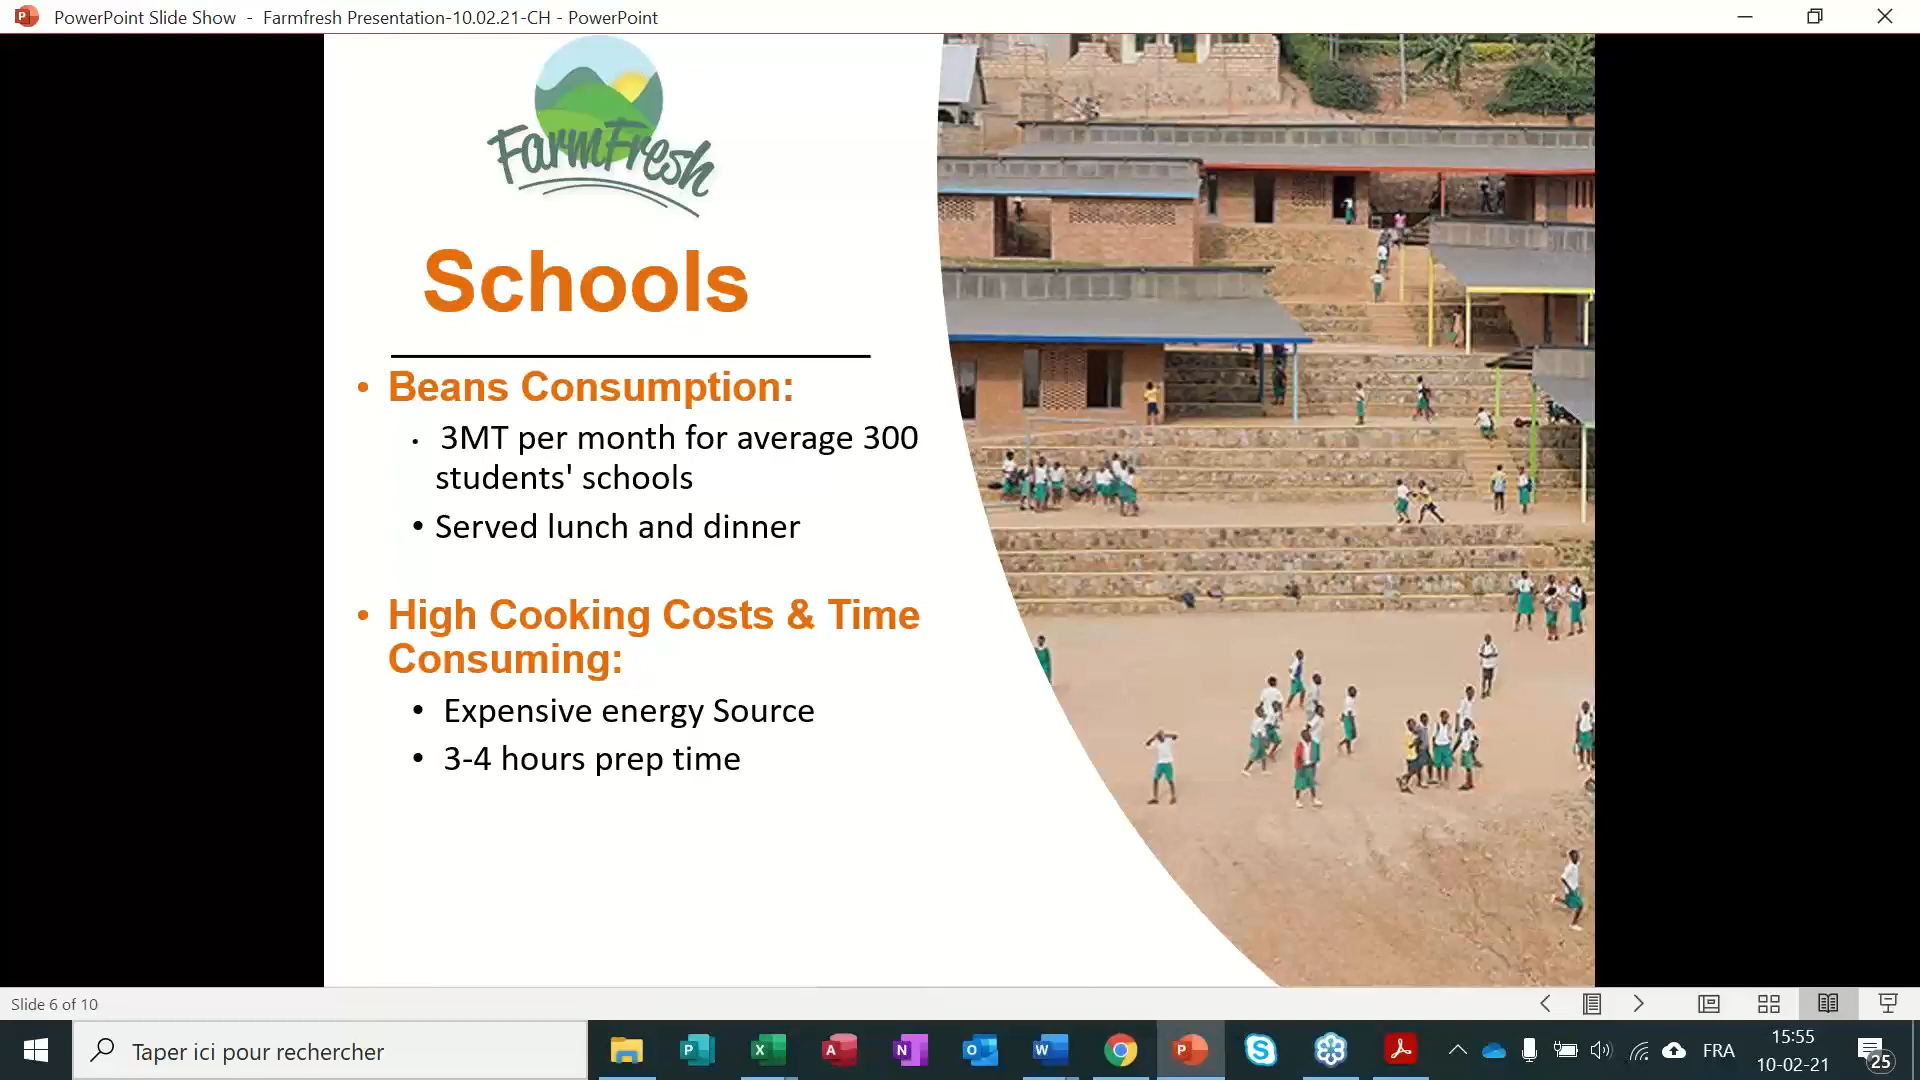 PowerPoint Slide Show - Farmfresh Presentation-10.02.21-CH - PowerPoint
FarmFresh
Schools
• Beans Consumption:
• 3MT per month for average 300
students' schools
• Served lunch and dinner
• High Cooking Costs & Time
Consuming:
• Expensive energy Source
• 3-4 hours prep time
Slide 6 of 10
Taper ici pour rechercher
FRA
15:55
10-02-21
25